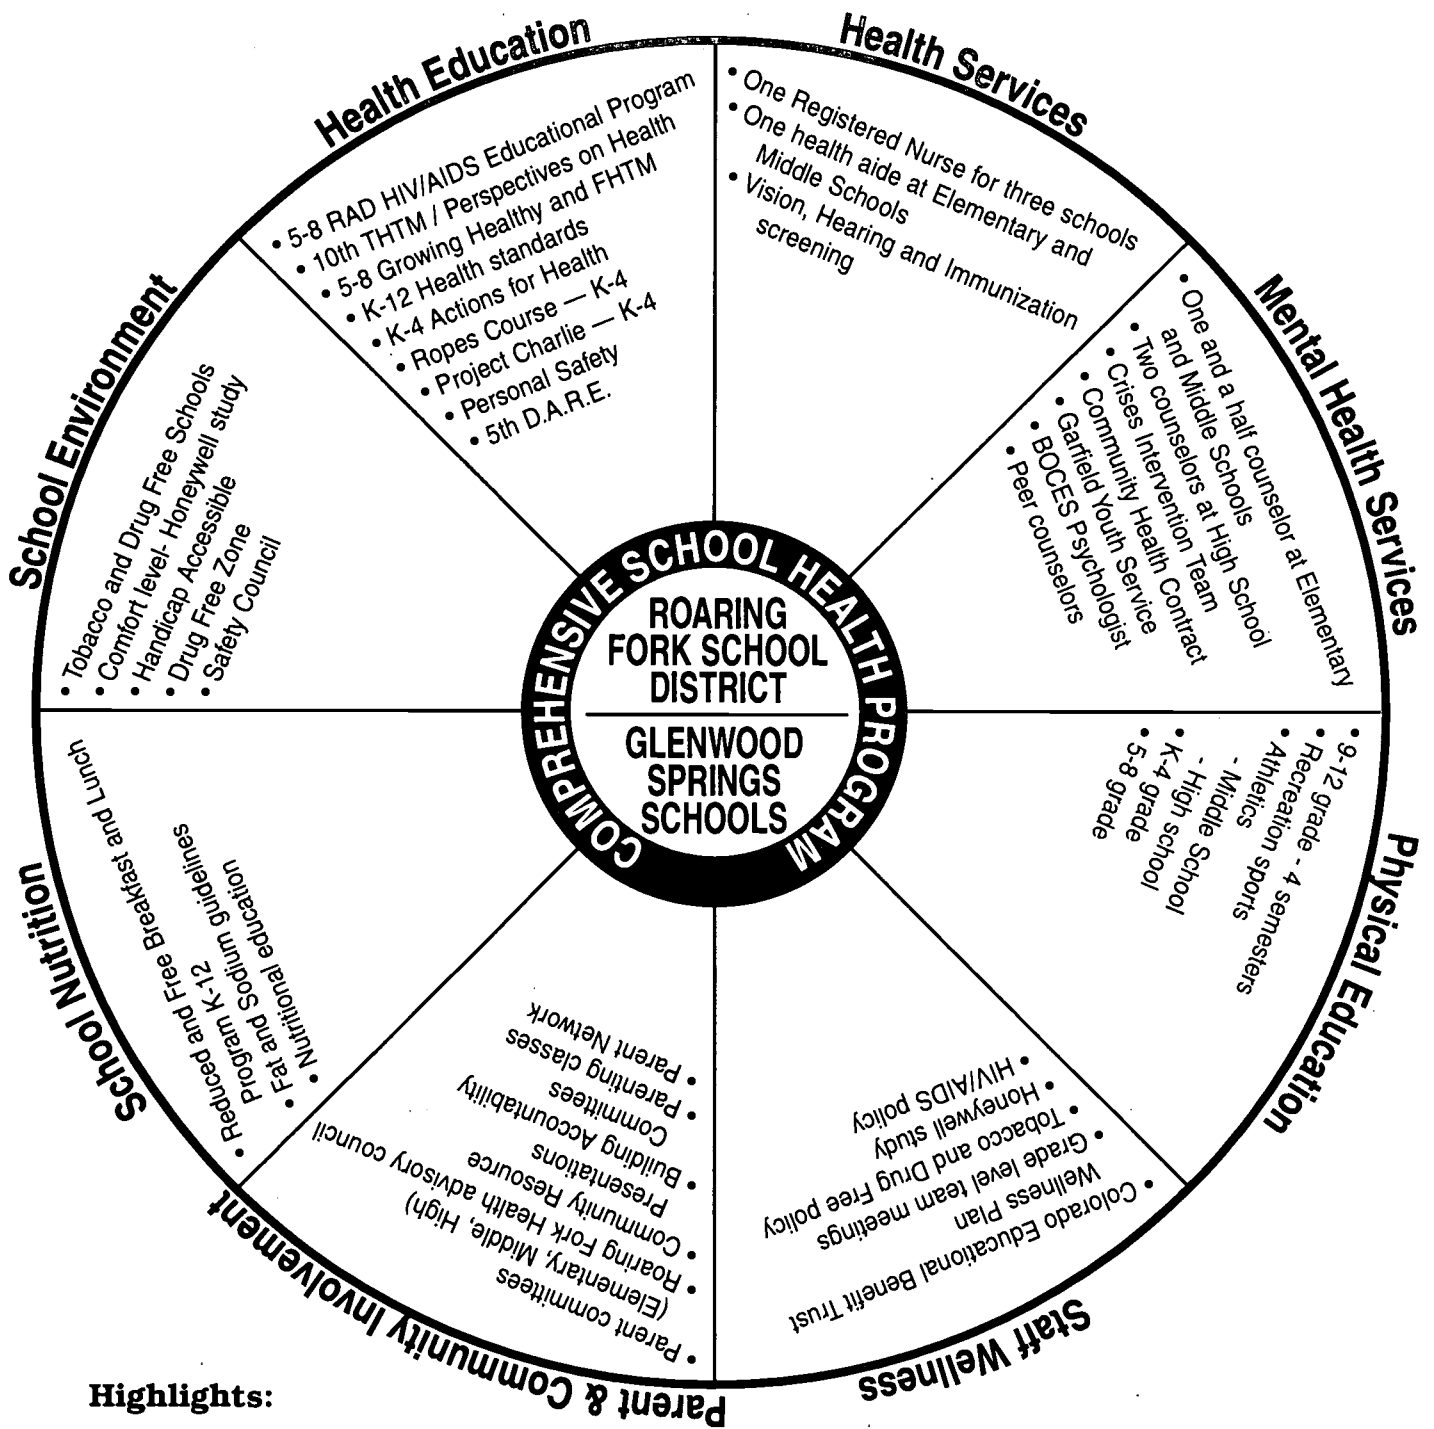 Health Education
• 5-8 RAD HIV/AIDS Educational Program
• 10th THTM / Perspectives on Health
• 5-8 Growing Healthy and FHTM
• K-12 Health standards
• K-4 Actions for Health
• Ropes Course — K-4
• Project Charlie — K-4
• Personal Safety
• 5th D.A.R.E.
Health Services
• One Registered Nurse for three schools
• One health aide at Elementary and
Middle Schools
• Vision, Hearing and Immunization
screening
Mental Health Services
• One and a half counselor at Elementary
and Middle Schools
• Two counselors at High School
• Crises Intervention Team
• Community Health Contract
• Garfield Youth Service
• BOCES Psychologist
• Peer counselors
Physical Education
• 9-12 grade - 4 semesters
• Recreation sports
• Athletics
- Middle School
- High school
• K-4 grade
• 5-8 grade
Staff Wellness
• Colorado Educational Benefit Trust
Wellness Plan
• Grade level team meetings
• Tobacco and Drug Free policy
• Honeywell study
• HIV/AIDS policy
Parent & Community Involvement
• Parent committees
(Elementary, Middle, High)
• Roaring Fork Health advisory council
• Community Resource
Presentations
• Building Accountability
Committees
• Parenting Classes
• Parent Network
School Nutrition
• Reduced and Free Breakfast and Lunch
Program K-12
• Fat and Sodium guidelines
• Nutritional education
School Environment
• Tobacco and Drug Free Schools
• Comfort level- Honeywell study
• Handicap Accessible
• Drug Free Zone
• Safety Council
COMPREHENSIVE SCHOOL HEALTH PROGRAM
ROARING
FORK SCHOOL
DISTRICT
GLENWOOD
SPRINGS
SCHOOLS
Highlights: